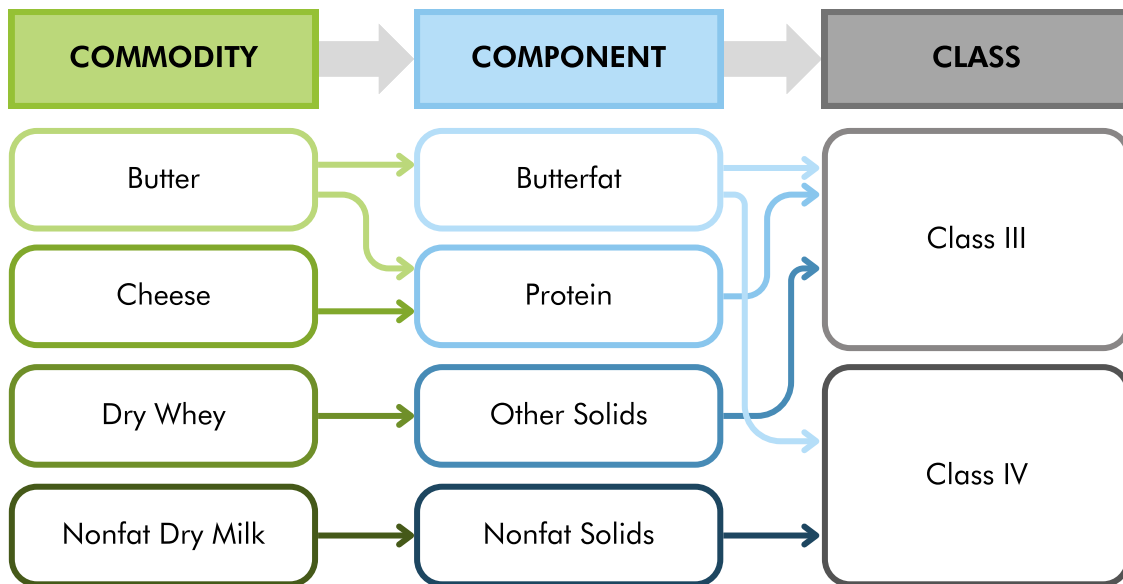 COMMODITY
COMPONENT
CLASS
Butter
Butterfat
Class III
Cheese
Protein
Dry Whey
Other Solids
Class IV
Nonfat Dry Milk
Nonfat Solids